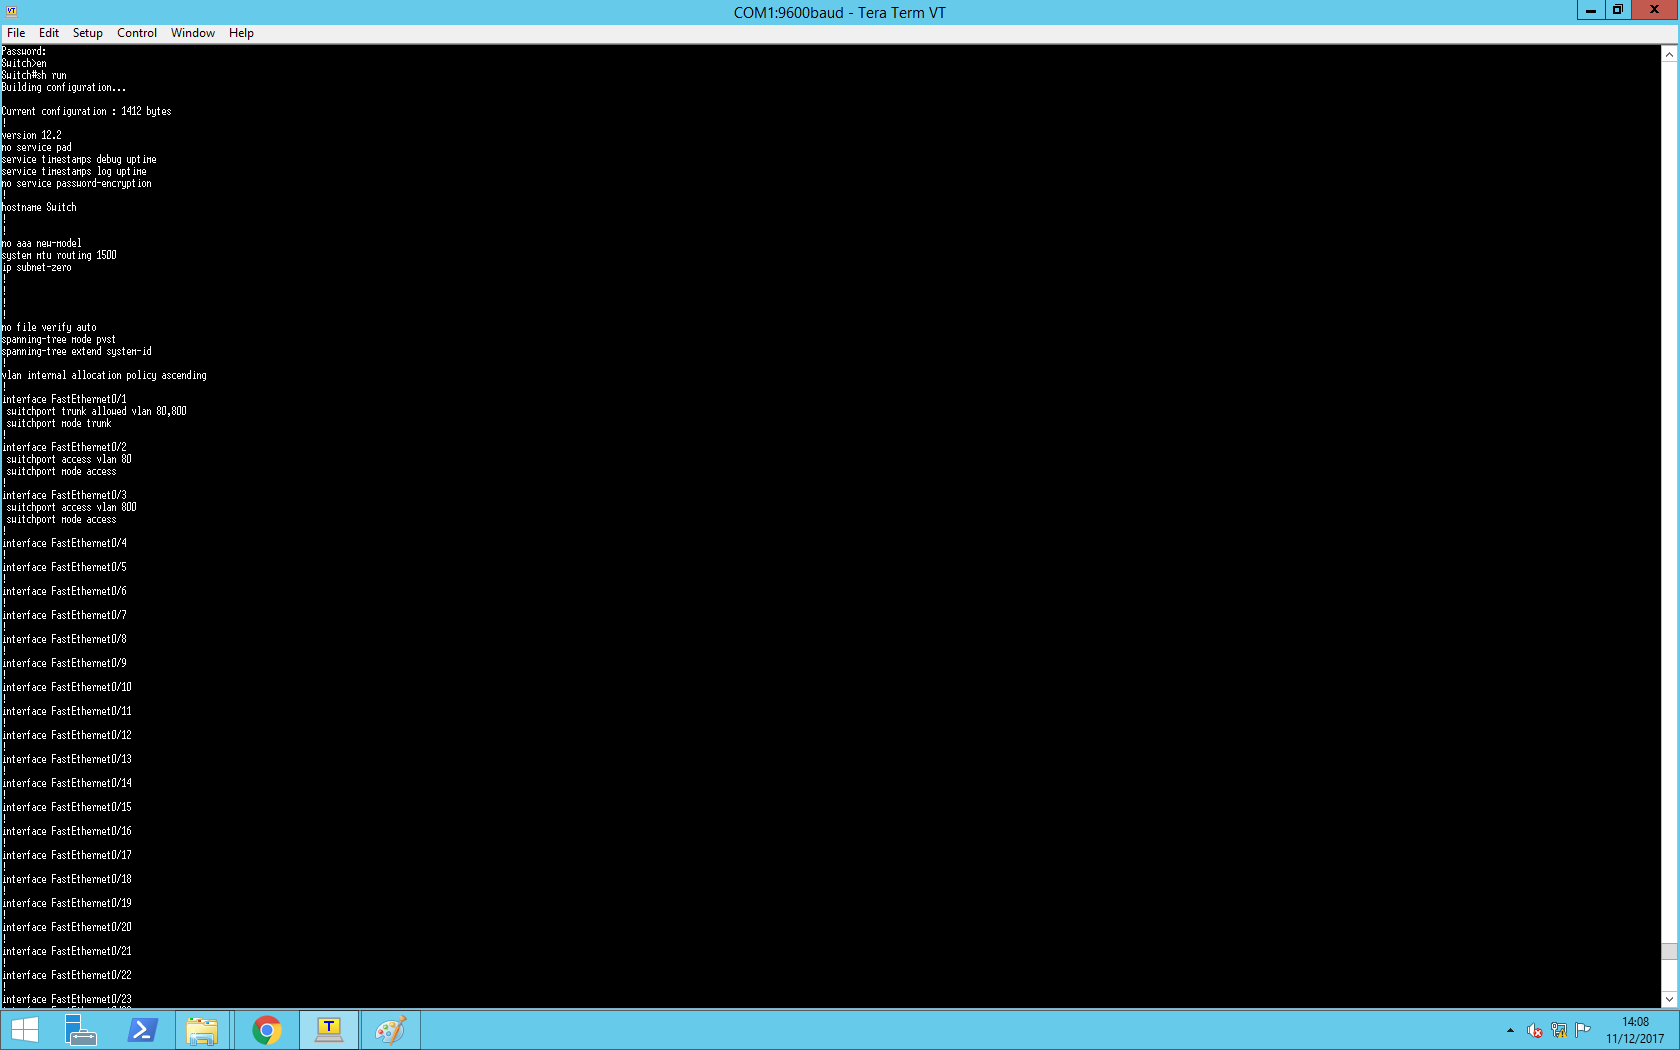 COM1:9600baud - Tera Term VT
File Edit Setup Control Window Help
Password:
Switch>en
Switch#sh run
Building configuration...
Current configuration : 1412 bytes
!
version 12.2
no service pad
service timestamps debug uptime
service timestamps log uptime
no service password-encryption
!
hostname Switch
!
!
no aaa new-model
system mtu routing 1500
ip subnet-zero
!
!
!
!
no file verify auto
spanning-tree mode pvst
spanning-tree extend system-id
!
vlan internal allocation policy ascending
!
interface FastEthernet0/1
switchport trunk allowed vlan 80,800
switchport mode trunk
!
interface FastEthernet0/2
switchport access vlan 80
switchport mode access
!
interface FastEthernet0/3
switchport access vlan 800
switchport mode access
!
interface FastEthernet0/4
!
interface FastEthernet0/5
!
interface FastEthernet0/6
!
interface FastEthernet0/7
!
interface FastEthernet0/8
!
interface FastEthernet0/9
!
interface FastEthernet0/10
!
interface FastEthernet0/11
!
interface FastEthernet0/12
!
interface FastEthernet0/13
!
interface FastEthernet0/14
!
interface FastEthernet0/15
!
interface FastEthernet0/16
!
interface FastEthernet0/17
!
interface FastEthernet0/18
!
interface FastEthernet0/19
!
interface FastEthernet0/20
!
interface FastEthernet0/21
!
interface FastEthernet0/22
!
interface FastEthernet0/23
14:08
11/12/2017